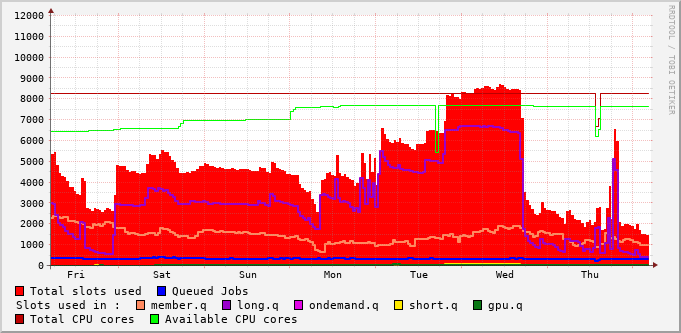 12000
11000
10000
9000
8000
7000
6000
5000
4000
3000
2000
1000
0
Fri Sat Sun Mon Tue Wed Thu
RRDTOOL / TOBI OETIKER
Total slots used Queued Jobs
Slots used in : member.q long.q ondemand.q short.q gpu.q
Total CPU cores Available CPU cores